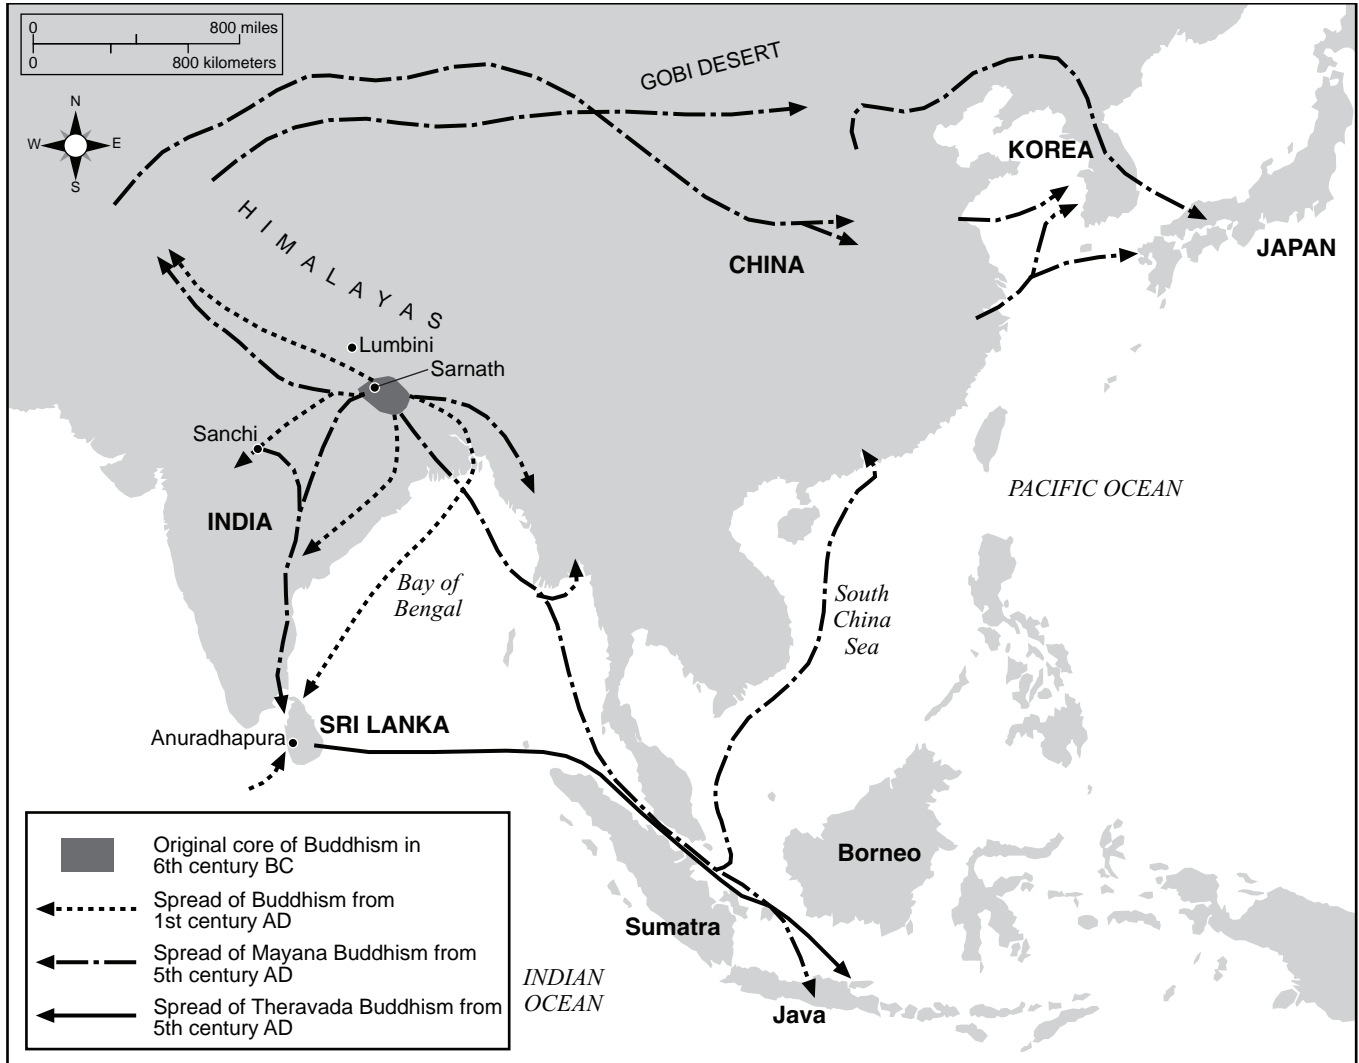 0 800 miles
0 800 kilometers
GOBI DESERT
N
W E
S
KOREA
HIMALAYAS
CHINA
JAPAN
Lumbini
Sarnath
Sanchi
INDIA
PACIFIC OCEAN
Bay of
Bengal
South
China
Sea
SRI LANKA
Anuradhapura
Borneo
Sumatra
INDIAN
OCEAN
Java
Original core of Buddhism in
6th century BC
Spread of Buddhism from
1st century AD
Spread of Mayana Buddhism from
5th century AD
Spread of Theravada Buddhism from
5th century AD